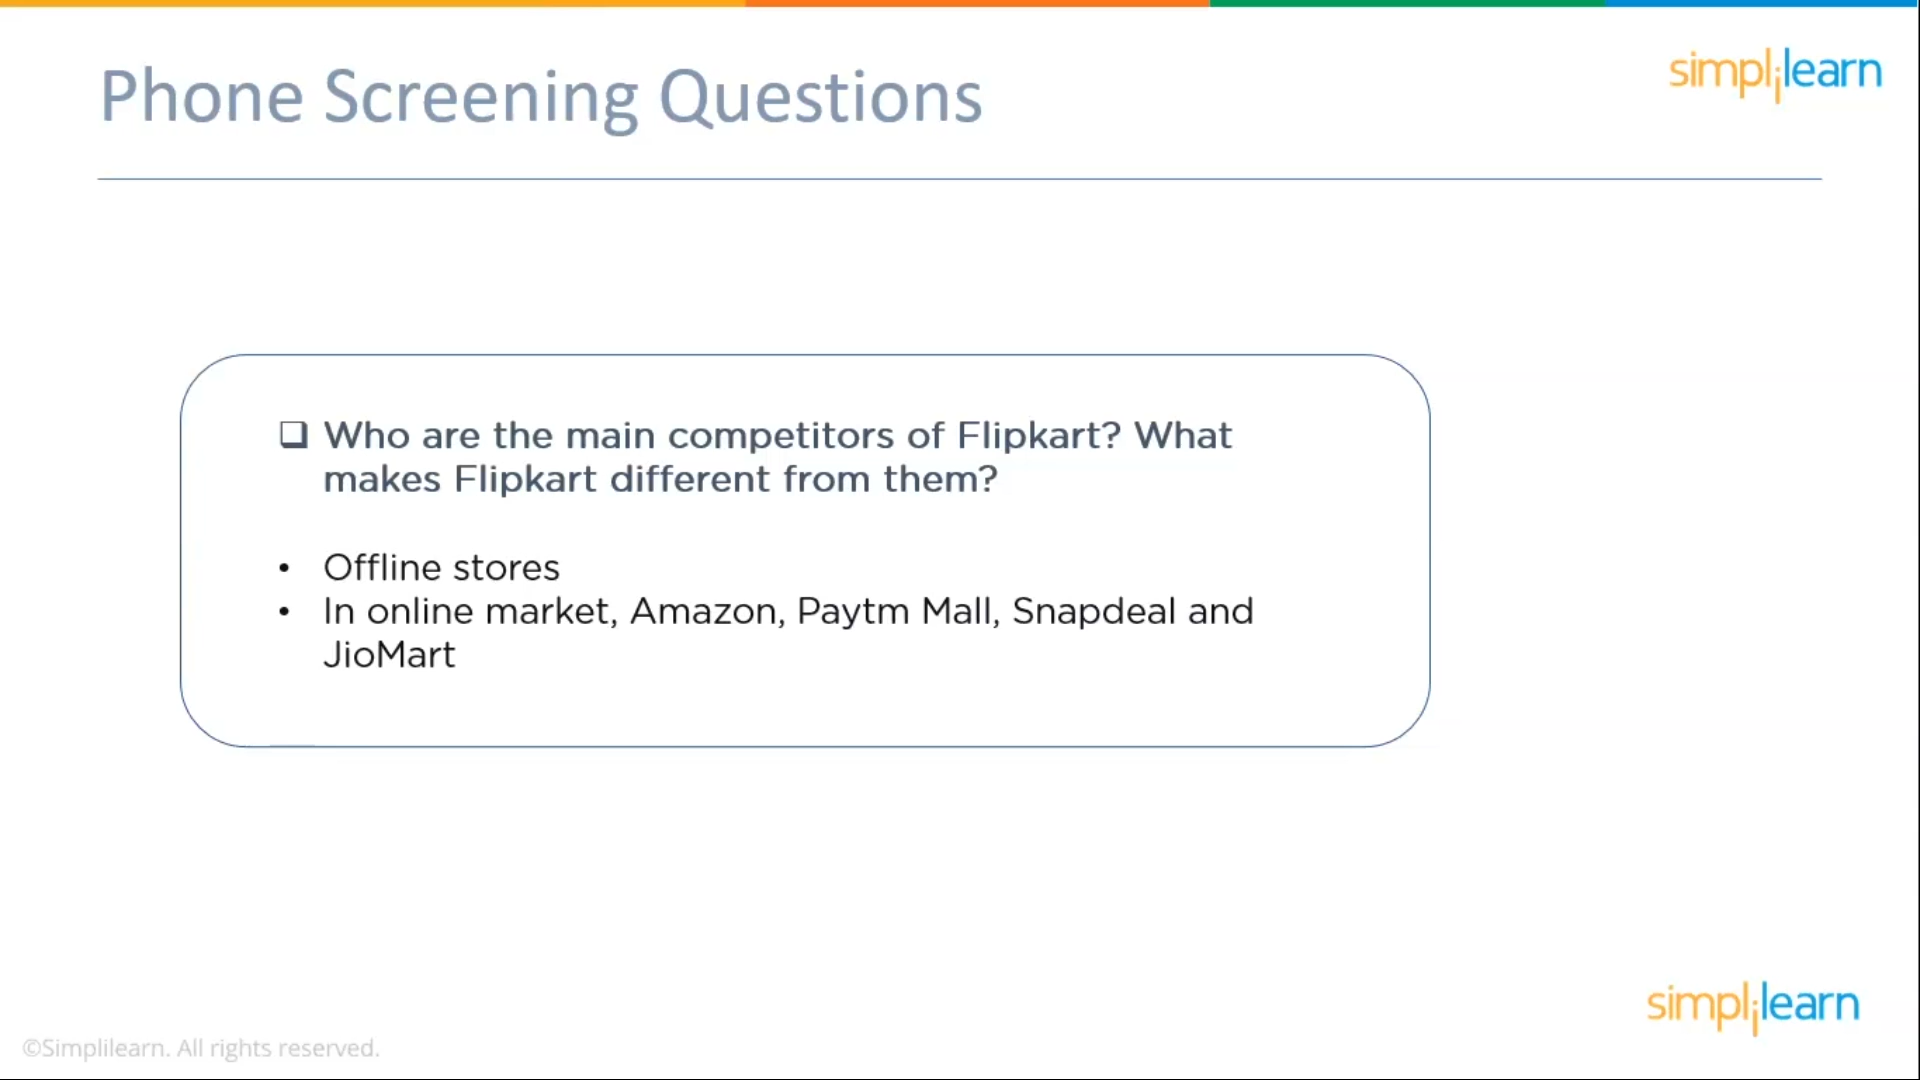 simplilearn
Phone Screening Questions
❑ Who are the main competitors of Flipkart? What
makes Flipkart different from them?
• Offline stores
• In online market, Amazon, Paytm Mall, Snapdeal and
JioMart
simplilearn
©Simplilearn. All rights reserved.